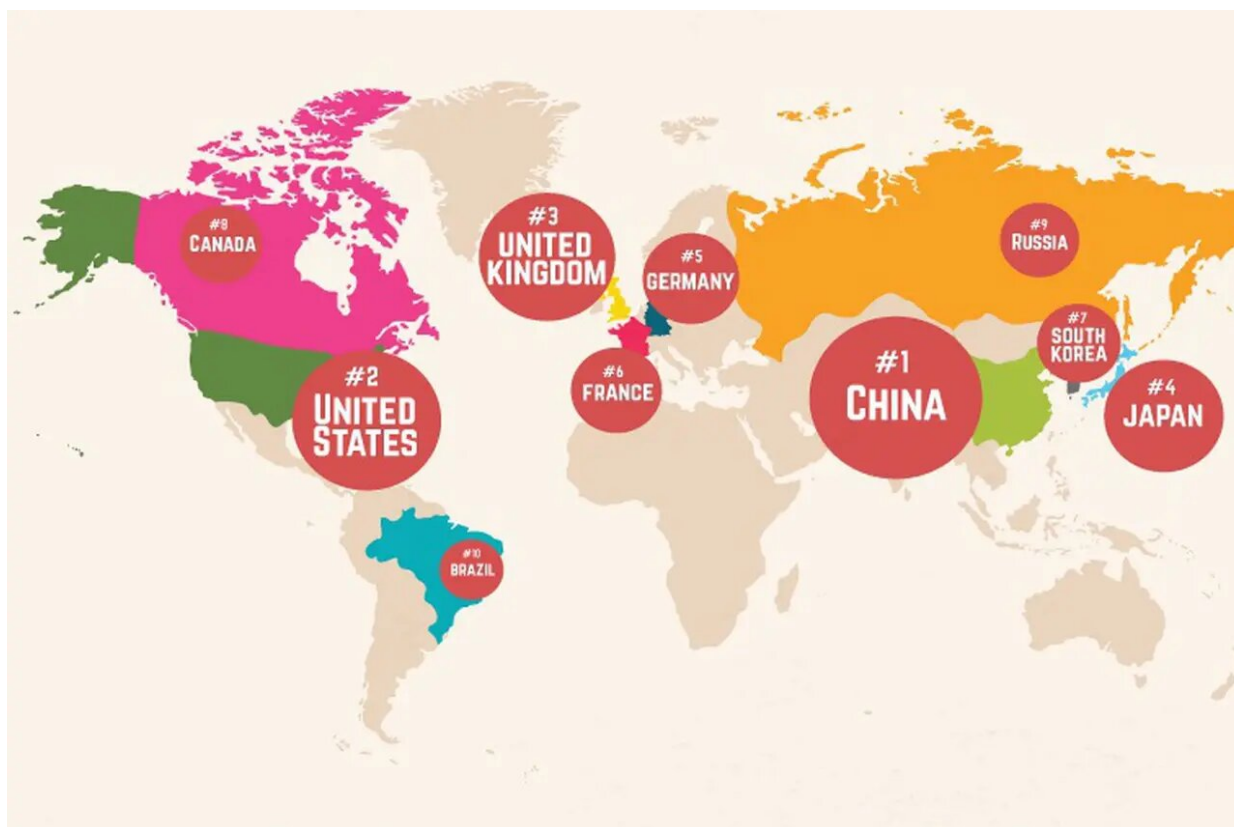 #8
CANADA
#3
UNITED
KINGDOM
#5
GERMANY
#9
RUSSIA
#7
SOUTH
KOREA
#1
CHINA
#2
UNITED
STATES
#6
FRANCE
#4
JAPAN
#10
BRAZIL